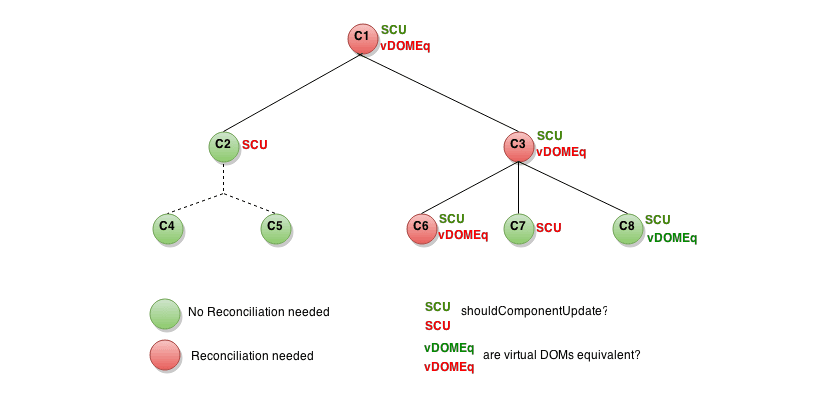 C1 SCU
vDOMEq
C2 SCU
C3 SCU
vDOMEq
C4
C5
C6 SCU
vDOMEq
C7 SCU
C8 SCU
vDOMEq
No Reconciliation needed
Reconciliation needed
SCU shouldComponentUpdate?
SCU
vDOMEq are virtual DOMs equivalent?
vDOMEq